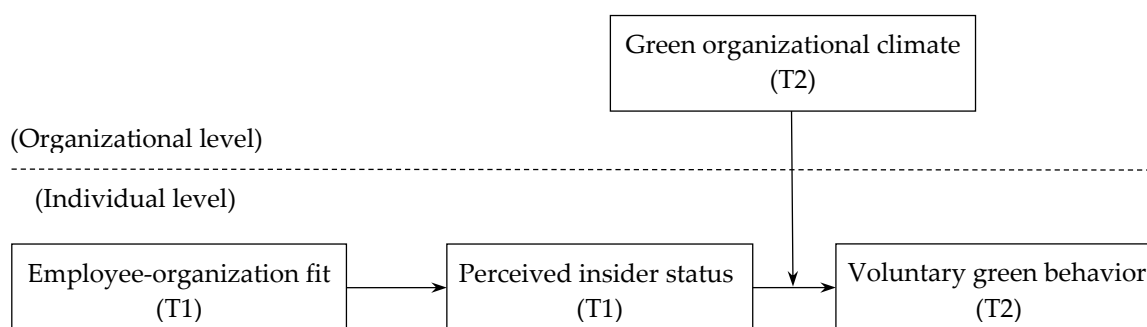 Green organizational climate
(T2)
(Organizational level)
(Individual level)
Employee-organization fit
(T1)
Perceived insider status
(T1)
Voluntary green behavior
(T2)